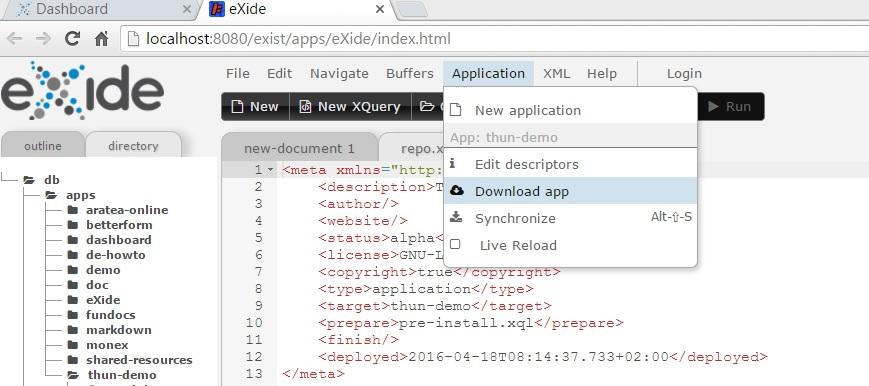 Dashboard
eXide
localhost:8080/exist/apps/eXide/index.html
eXide
File Edit Navigate Buffers Application XML Help Login
New New XQuery Run
New application
App: thun-demo
Edit descriptors
Download app
Synchronize Alt-⇧-S
Live Reload
outline directory
db
apps
aratea-online
betterform
dashboard
de-howto
demo
doc
eXide
fundocs
markdown
monex
shared-resources
thun-demo
new-document 1 repo.x
1 <meta xmlns="http:
2 <description>T
3 <author/>
4 <website/>
5 <status>alpha<
6 <license>GNU-L
7 <copyright>true</copyright>
8 <type>application</type>
9 <target>thun-demo</target>
10 <prepare>pre-install.xql</prepare>
11 <finish/>
12 <deployed>2016-04-18T08:14:37.733+02:00</deployed>
13 </meta>